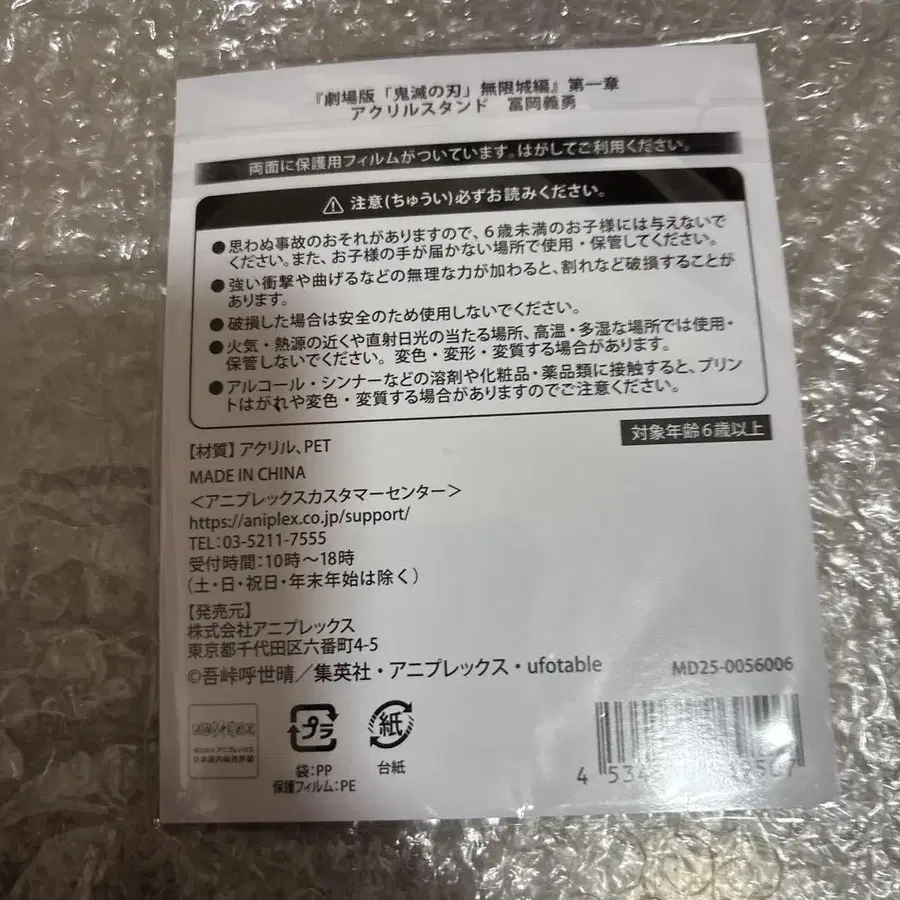 『劇場版「鬼滅の刃」無限城編』第一章
アクリルスタンド 冨岡義勇
両面に保護用フィルムがついています。はがしてご利用ください。
注意(ちゅうい)必ずお読みください。
●思わぬ事故のおそれがありますので、6歳未満のお子様には与えないで
ください。また、お子様の手が届かない場所で使用・保管してください。
●強い衝撃や曲げるなどの無理な力が加わると、割れなど破損することが
あります。
●破損した場合は安全のため使用しないでください。
●火気・熱源の近くや直射日光の当たる場所、高温・多湿な場所では使用・
保管しないでください。変色・変形・変質する場合があります。
●アルコール・シンナーなどの溶剤や化粧品・薬品類に接触すると、プリン
トはがれや変色・変質する場合がありますのでご注意ください。
対象年齢6歳以上
【材質】アクリル、PET
MADE IN CHINA
<アニプレックスカスタマーセンター>
https://aniplex.co.jp/support/
TEL:03-5211-7555
受付時間:10時〜18時
(土・日・祝日・年末年始は除く)
【発売元】
株式会社アニプレックス
東京都千代田区六番町4-5
©吾峠呼世晴/集英社・アニプレックス・ufotable
MD25-0056006
株式会社アニプレックス
日本国内販売許諾
プラ
袋:PP
保護フィルム:PE
紙
台紙
4 534